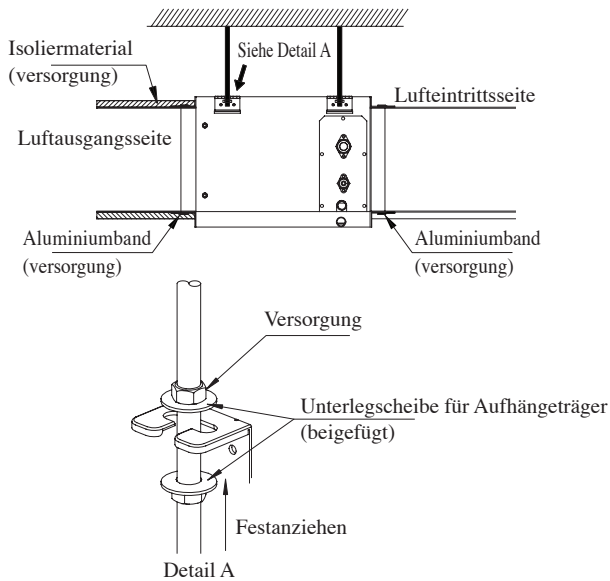 Isoliermaterial
(versorgung)
Siehe Detail A
Lufteintrittsseite
Luftausgangsseite
Aluminiumband
(versorgung)
Aluminiumband
(versorgung)
Versorgung
Unterlegscheibe für Aufhängeträger
(beigefügt)
Festanziehen
Detail A